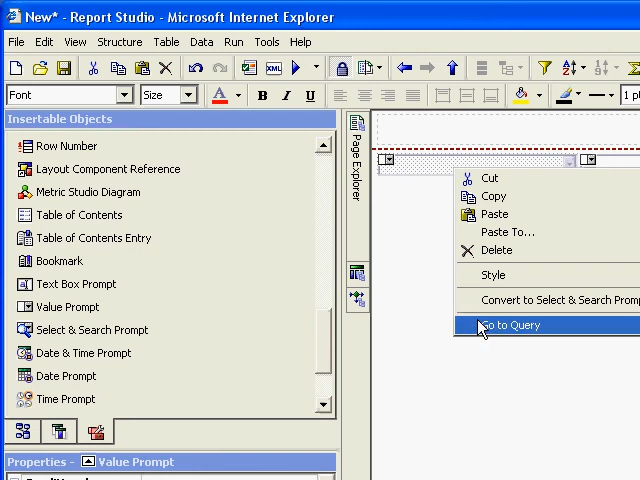 New* - Report Studio - Microsoft Internet Explorer
File Edit View Structure Table Data Run Tools Help
XML
Font Size A B I U 1 p
Insertable Objects
Row Number
Layout Component Reference
Metric Studio Diagram
Table of Contents
Table of Contents Entry
Bookmark
Text Box Prompt
Value Prompt
Select & Search Prompt
Date & Time Prompt
Date Prompt
Time Prompt
Page Explorer
Cut
Copy
Paste
Paste To...
Delete
Style
Convert to Select & Search Prom
Go to Query
Properties - Value Prompt